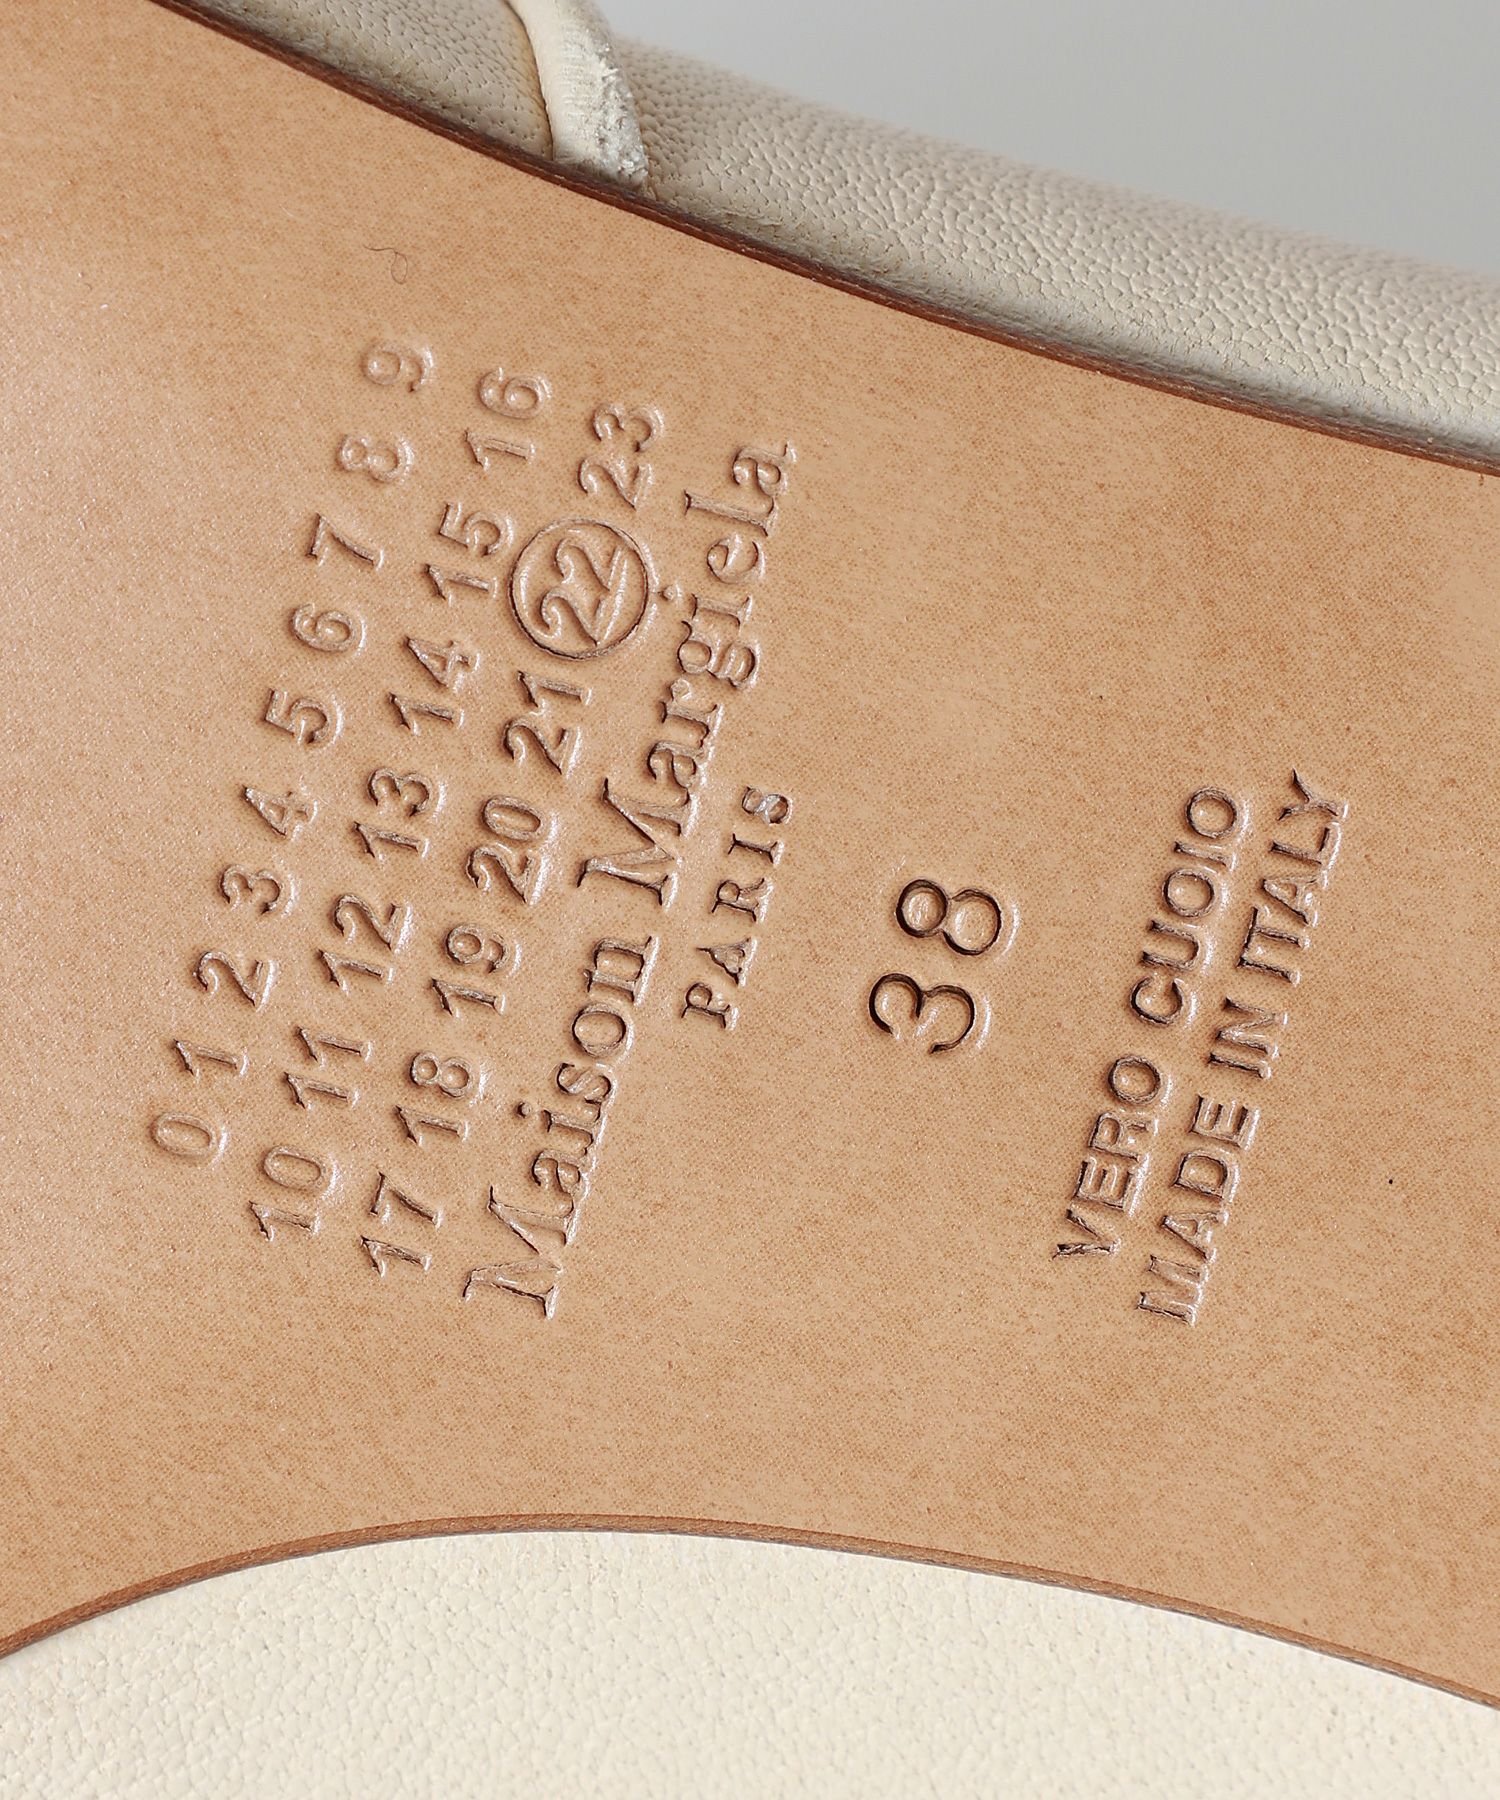 0 1 2 3 4 5 6 7 8 9
10 11 12 13 14 15 16
17 18 19 20 21 22 23
Maison Margiela
PARIS
38
VERO CUOIO
MADE IN ITALY